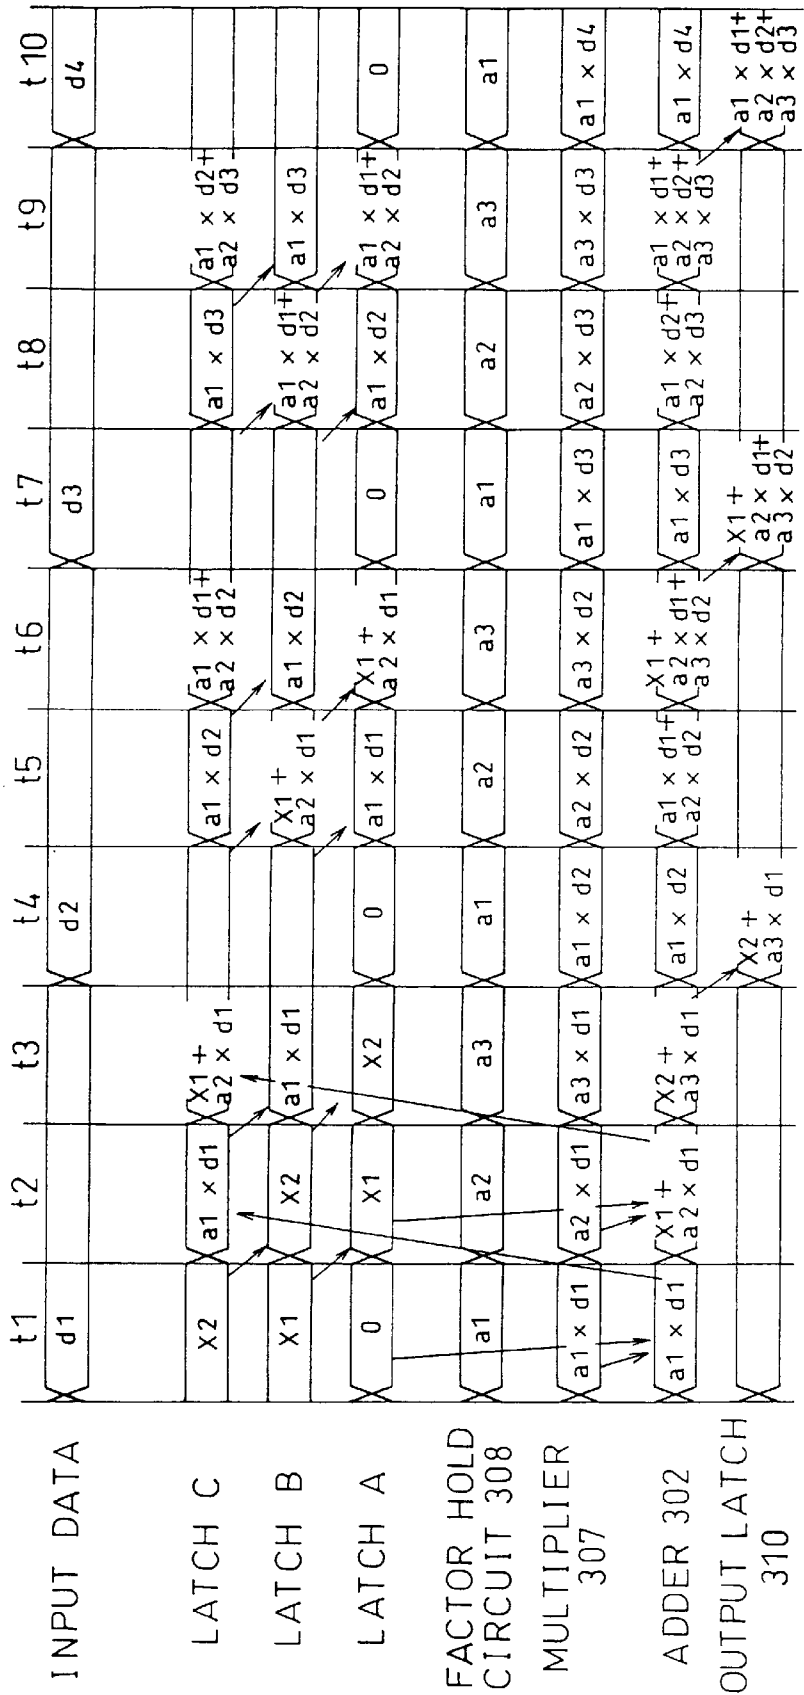 t1 t2 t3 t4 t5 t6 t7 t8 t9 t10
INPUT DATA
d1 d2 d3 d4
LATCH C
X2
a1 × d1
X1 +
a2 × d1
a1 × d2
a1 × d1+
a2 × d2
a1 × d3
a1 × d2+
a2 × d3
LATCH B
X1
X2
a1 × d1
X1 +
a2 × d1
a1 × d2
a1 × d1+
a2 × d2
a1 × d3
LATCH A
0
X1
X2
0
a1 × d1
X1 +
a2 × d1
0
a1 × d2
a1 × d1+
a2 × d2
0
FACTOR HOLD
CIRCUIT 308
a1 a2 a3 a1 a2 a3 a1 a2 a3 a1
MULTIPLIER
307
a1 × d1
a2 × d1
a3 × d1
a1 × d2
a2 × d2
a3 × d2
a1 × d3
a2 × d3
a3 × d3
a1 × d4
ADDER 302
a1 × d1
X1 +
a2 × d1
X2 +
a3 × d1
a1 × d2
a1 × d1+
a2 × d2
X1 +
a2 × d1+
a3 × d2
a1 × d3
a1 × d2+
a2 × d3
a1 × d1+
a2 × d2+
a3 × d3
a1 × d4
OUTPUT LATCH
310
X2 +
a3 × d1
X1 +
a2 × d1+
a3 × d2
a1 × d1+
a2 × d2+
a3 × d3